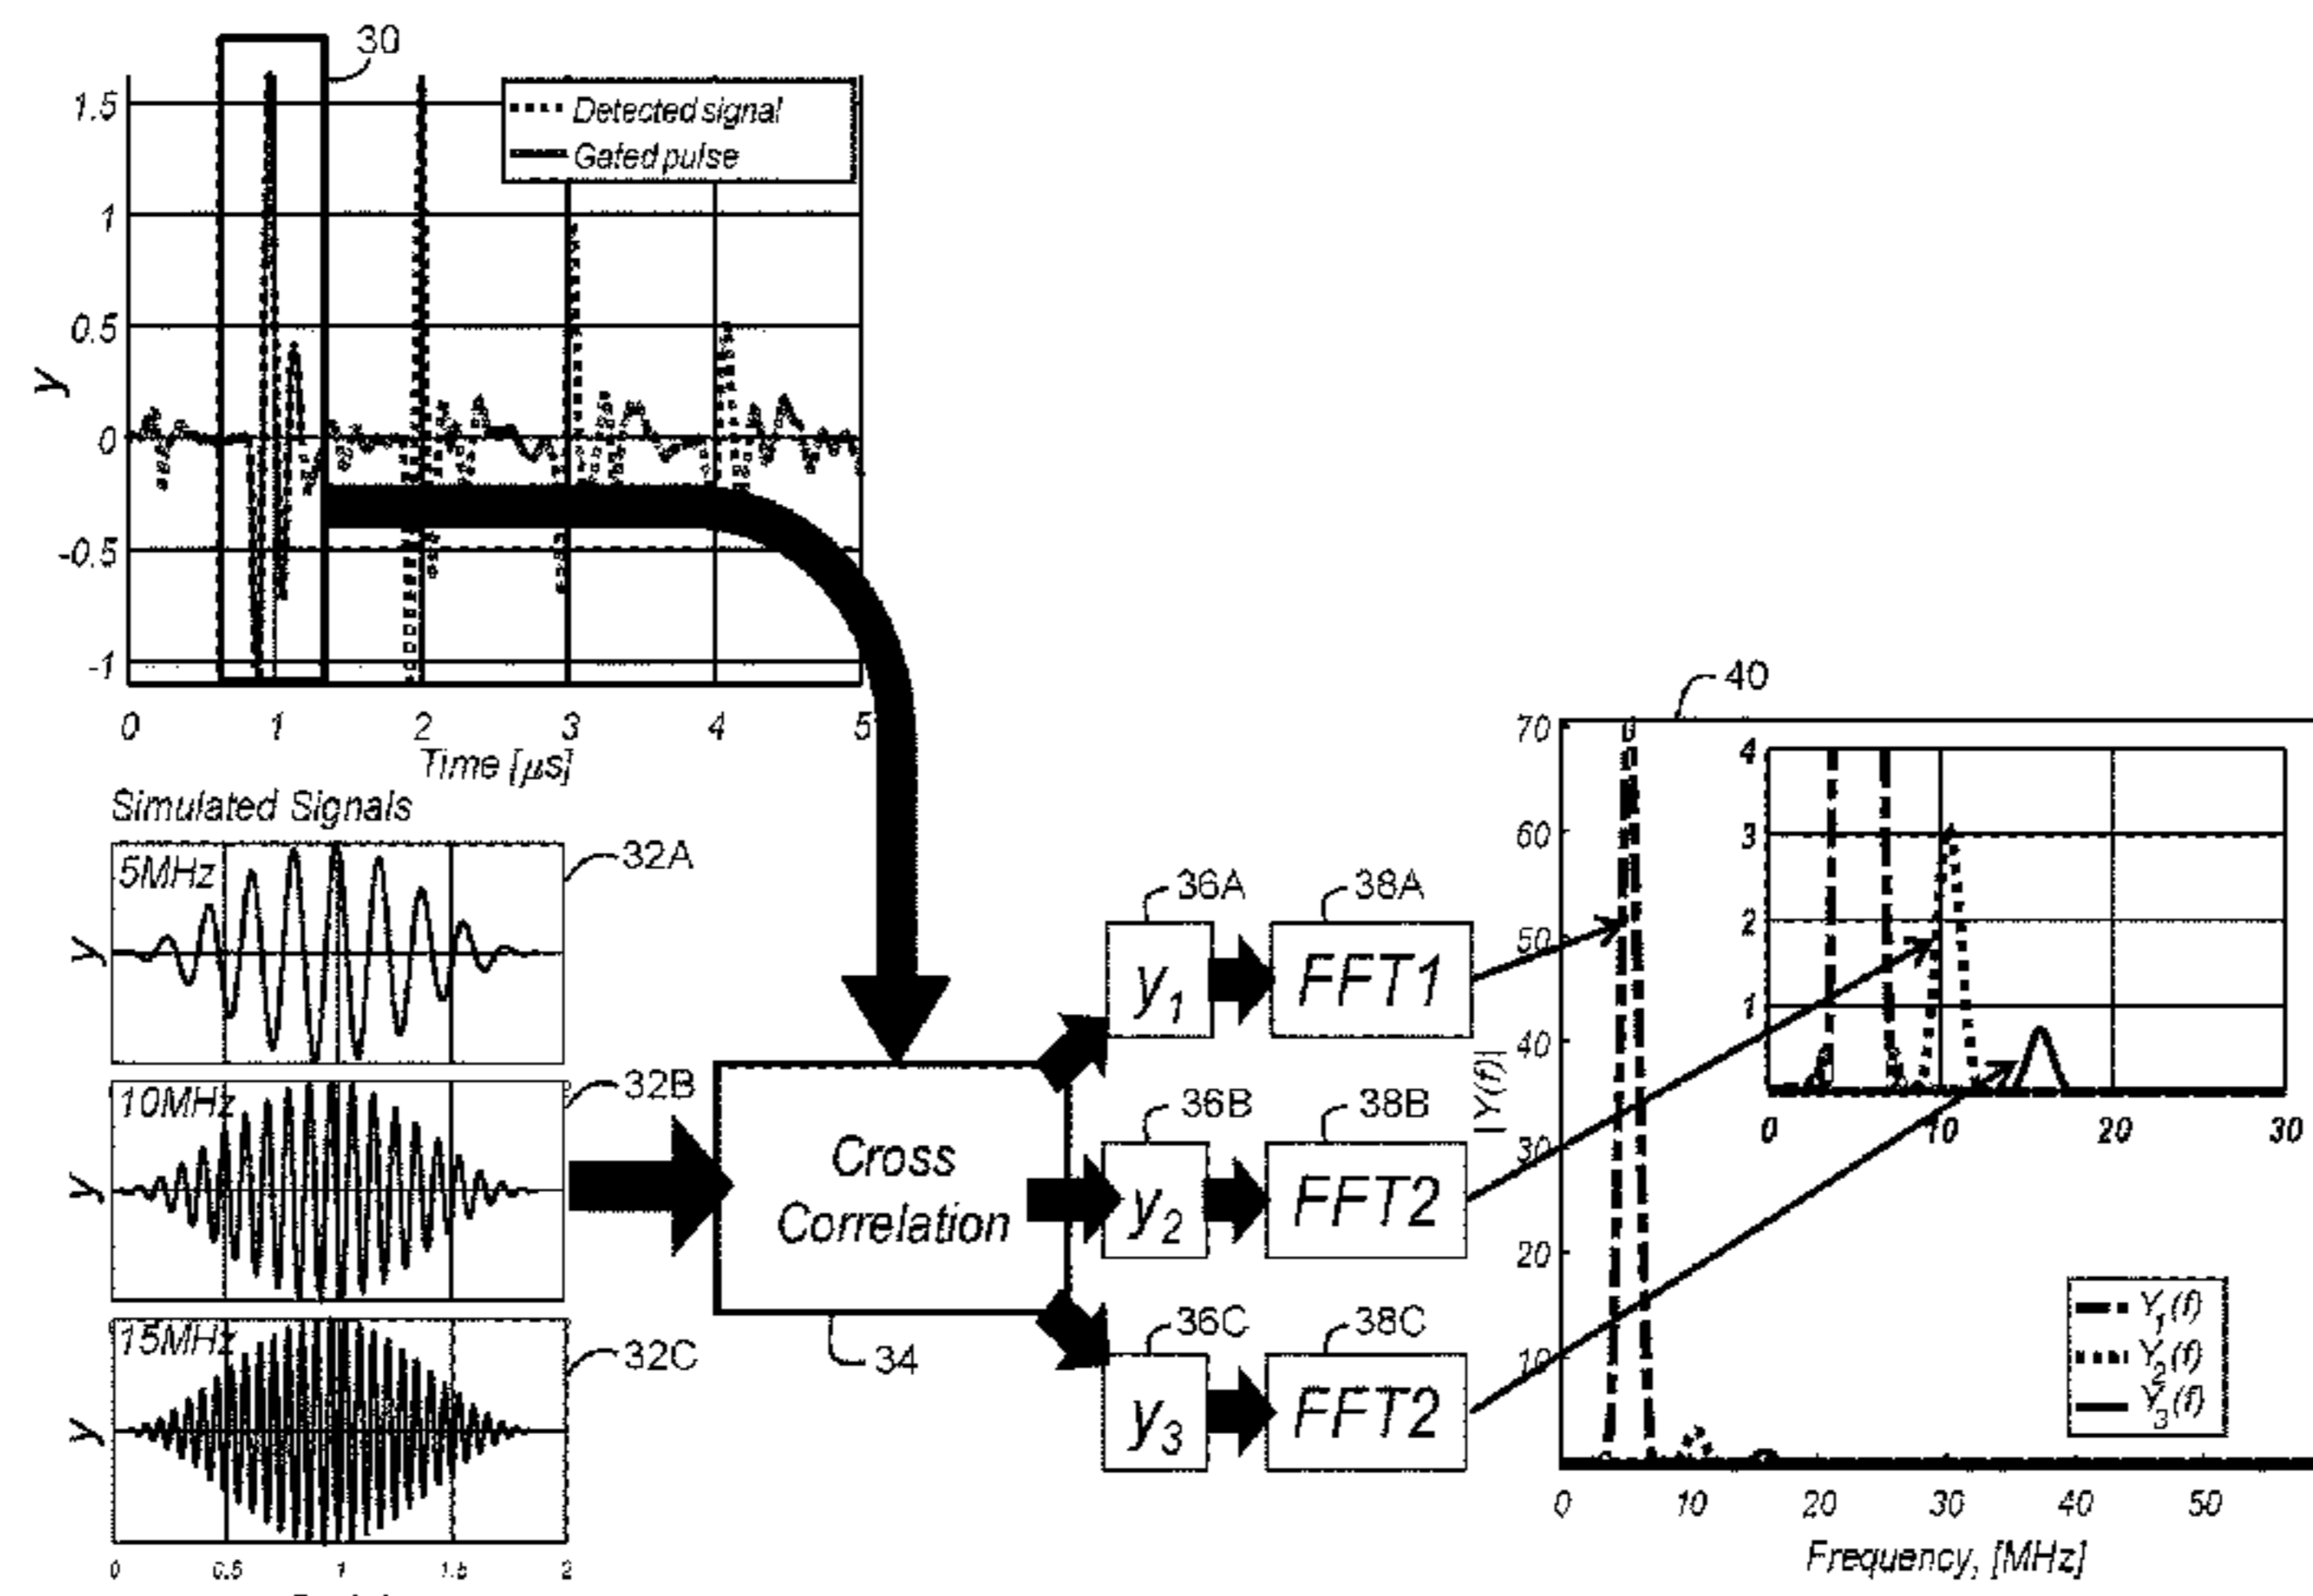 30
1.5
1
0.5
0
-0.5
-1
y
Detected signal
Gated pulse
0 1 2 3 4 5
Time [μs]
Simulated Signals
5MHz
y
32A
10MHz
y
32B
15MHz
y
32C
0 0.5 1 1.5 2
Cross
Correlation
34
36A
y1
38A
FFT1
36B
y2
38B
FFT2
36C
y3
38C
FFT2
40
70
60
50
40
30
20
10
|Y(f)|
4
3
2
1
0 10 20 30
Y1(f)
Y2(f)
Y3(f)
0 10 20 30 40 50
Frequency, [MHz]